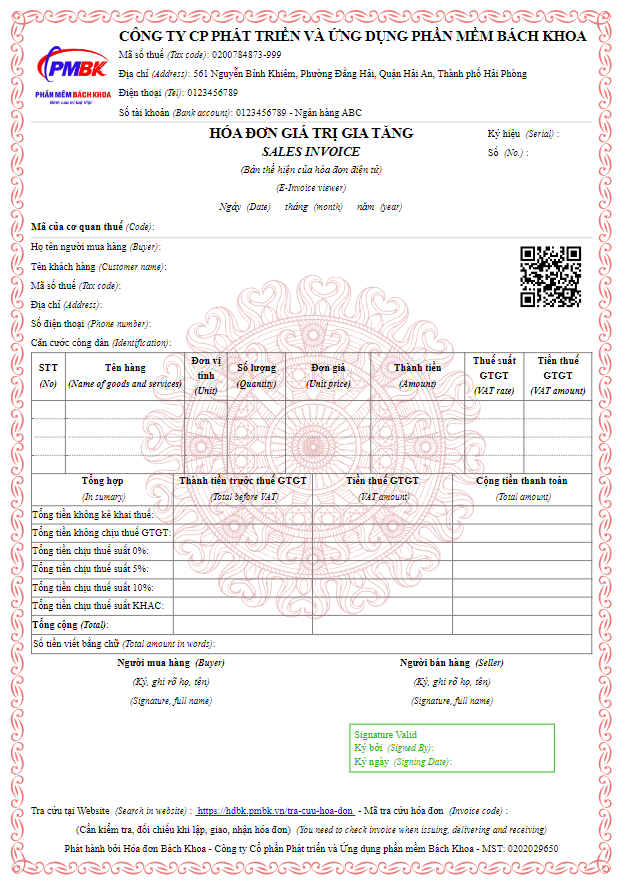 CÔNG TY CP PHÁT TRIỂN VÀ ỨNG DỤNG PHẦN MỀM BÁCH KHOA
PMBK
PHẦN MỀM BÁCH KHOA
Đỉnh cao trí tuệ Việt
Mã số thuế (Tax code): 0200784873-999
Địa chỉ (Address): 561 Nguyễn Bỉnh Khiêm, Phường Đằng Hải, Quận Hải An, Thành phố Hải Phòng
Điện thoại (Tel): 0123456789
Số tài khoản (Bank account): 0123456789 - Ngân hàng ABC
HÓA ĐƠN GIÁ TRỊ GIA TĂNG
SALES INVOICE
(Bản thể hiện của hóa đơn điện tử)
(E-Invoice viewer)
Ngày (Date) tháng (month) năm (year)
Ký hiệu (Serial) :
Số (No.) :
Mã của cơ quan thuế (Code):
Họ tên người mua hàng (Buyer):
Tên khách hàng (Customer name):
Mã số thuế (Tax code):
Địa chỉ (Address):
Số điện thoại (Phone number):
Căn cước công dân (Identification):
STT (No) Tên hàng (Name of goods and services) Đơn vị tính (Unit) Số lượng (Quantity) Đơn giá (Unit price) Thành tiền (Amount) Thuế suất GTGT (VAT rate) Tiền thuế GTGT (VAT amount)
Tổng hợp (In sumary) Thành tiền trước thuế GTGT (Total before VAT) Tiền thuế GTGT (VAT amount) Cộng tiền thanh toán (Total amount)
Tổng tiền không kê khai thuế:
Tổng tiền không chịu thuế GTGT:
Tổng tiền chịu thuế suất 0%:
Tổng tiền chịu thuế suất 5%:
Tổng tiền chịu thuế suất 10%:
Tổng tiền chịu thuế suất KHAC:
Tổng cộng (Total):
Số tiền viết bằng chữ (Total amount in words):
Người mua hàng (Buyer) Người bán hàng (Seller)
(Ký, ghi rõ họ, tên) (Ký, ghi rõ họ, tên)
(Signature, full name) (Signature, full name)
Signature Valid
Ký bởi (Signed By):
Ký ngày (Signing Date):
Tra cứu tại Website (Search in website) : https://hdbk.pmbk.vn/tra-cuu-hoa-don - Mã tra cứu hóa đơn (Invoice code) :
(Cần kiểm tra, đối chiếu khi lập, giao, nhận hóa đơn) (You need to check invoice when issuing, delivering and receiving)
Phát hành bởi Hóa đơn Bách Khoa - Công ty Cổ phần Phát triển và Ứng dụng phần mềm Bách Khoa - MST: 0202029650